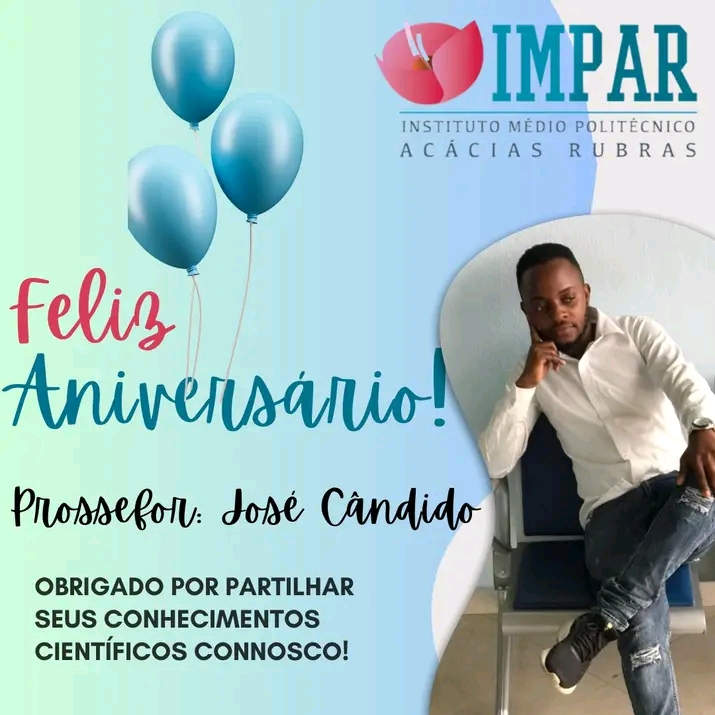 IMPAR
INSTITUTO MÉDIO POLITÉCNICO
ACÁCIAS RUBRAS
Feliz
Aniversário!
Prossefor: José Cândido
OBRIGADO POR PARTILHAR
SEUS CONHECIMENTOS
CIENTÍFICOS CONNOSCO!